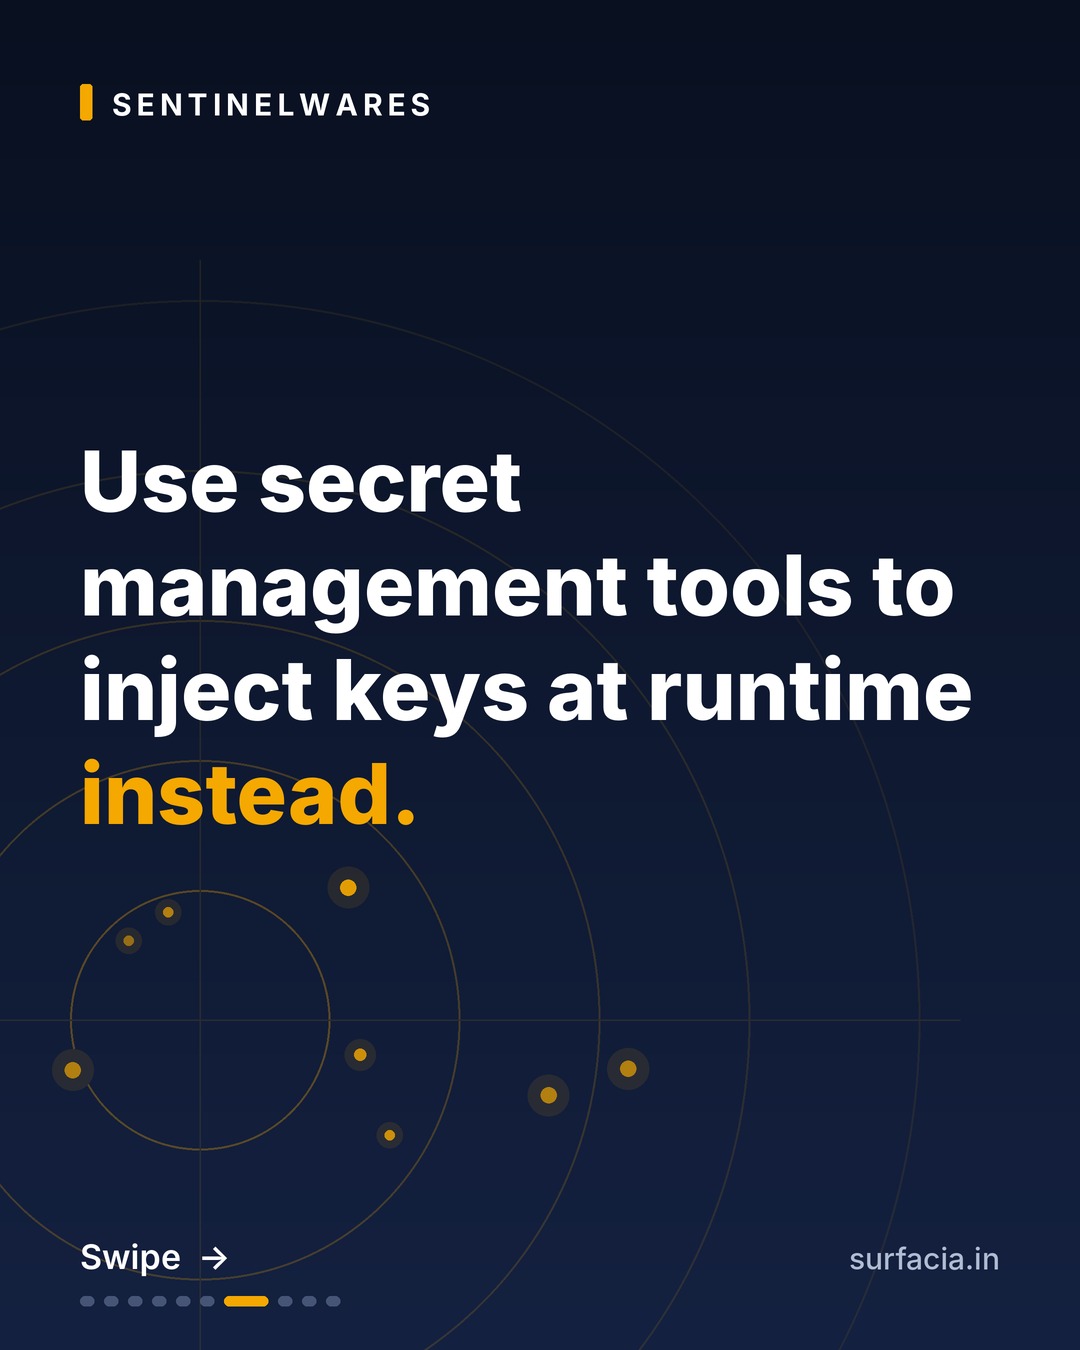 SENTINELWARES
Use secret
management tools to
inject keys at runtime
instead.
Swipe →
surfacia.in